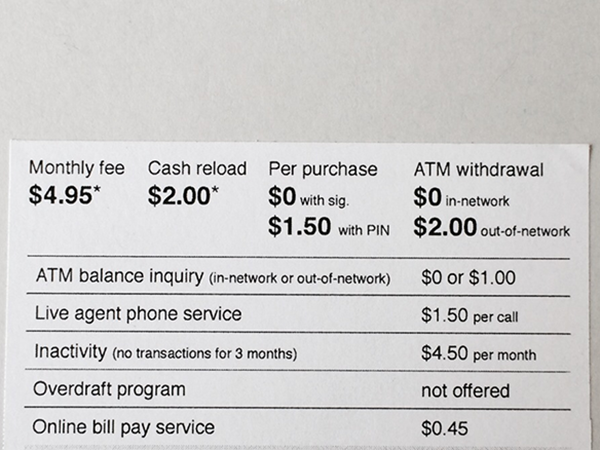 Monthly fee Cash reload Per purchase ATM withdrawal
$4.95* $2.00* $0 with sig. $0 in-network
$1.50 with PIN $2.00 out-of-network
ATM balance inquiry (in-network or out-of-network) $0 or $1.00
Live agent phone service $1.50 per call
Inactivity (no transactions for 3 months) $4.50 per month
Overdraft program not offered
Online bill pay service $0.45